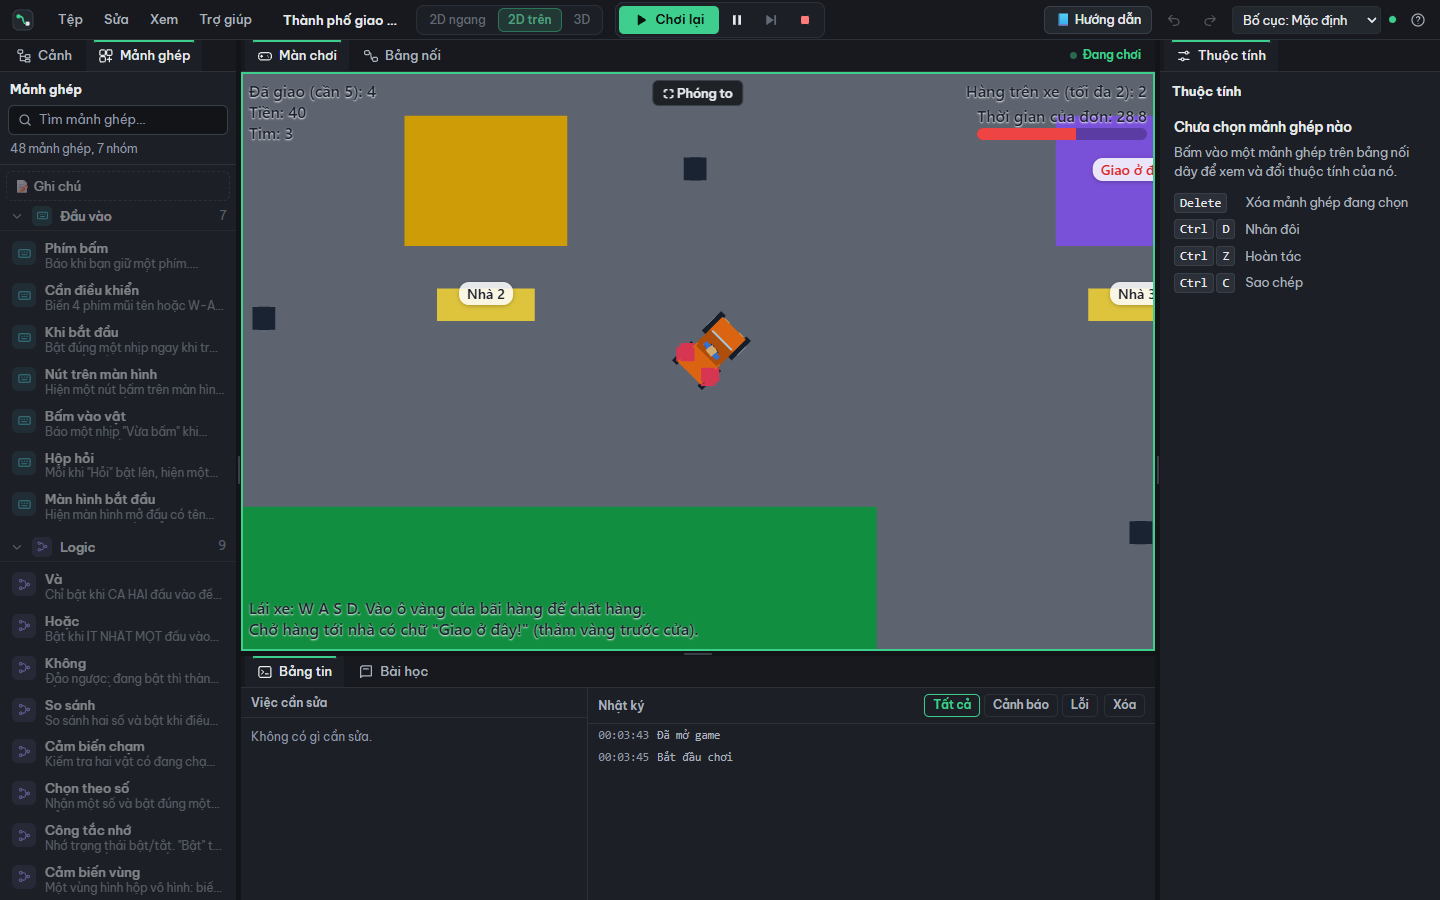 Tệp Sửa Xem Trợ giúp Thành phố giao ... 2D ngang 2D trên 3D Chơi lại Hướng dẫn Bố cục: Mặc định
Cảnh Mảnh ghép
Mảnh ghép
Tìm mảnh ghép...
48 mảnh ghép, 7 nhóm
Ghi chú
Đầu vào 7
Phím bấm
Báo khi bạn giữ một phím....
Cần điều khiển
Biến 4 phím mũi tên hoặc W-A...
Khi bắt đầu
Bật đúng một nhịp ngay khi tr...
Nút trên màn hình
Hiện một nút bấm trên màn hìn...
Bấm vào vật
Báo một nhịp "Vừa bấm" khi...
Hộp hỏi
Mỗi khi "Hỏi" bật lên, hiện một...
Màn hình bắt đầu
Hiện màn hình mở đầu có tên...
Logic 9
Và
Chỉ bật khi CẢ HAI đầu vào đề...
Hoặc
Bật khi ÍT NHẤT MỘT đầu vào...
Không
Đảo ngược: đang bật thì thàn...
So sánh
So sánh hai số và bật khi điều...
Cảm biến chạm
Kiểm tra hai vật có đang chạ...
Chọn theo số
Nhận một số và bật đúng một...
Công tắc nhớ
Nhớ trạng thái bật/tắt. "Bật" t...
Cảm biến vùng
Một vùng hình hộp vô hình: biế...
Màn chơi Bảng nối Đang chơi
Đã giao (cần 5): 4
Tiền: 40
Tim: 3
Phóng to
Hàng trên xe (tối đa 2): 2
Thời gian của đơn: 28.8
Giao ở đ
Nhà 2
Nhà 3
Lái xe: W A S D. Vào ô vàng của bãi hàng để chất hàng.
Chở hàng tới nhà có chữ "Giao ở đây!" (thảm vàng trước cửa).
Bảng tin Bài học
Việc cần sửa
Không có gì cần sửa.
Nhật ký Tất cả Cảnh báo Lỗi Xóa
00:03:43 Đã mở game
00:03:45 Bắt đầu chơi
Thuộc tính
Thuộc tính
Chưa chọn mảnh ghép nào
Bấm vào một mảnh ghép trên bảng nối
dây để xem và đổi thuộc tính của nó.
Delete Xóa mảnh ghép đang chọn
Ctrl D Nhân đôi
Ctrl Z Hoàn tác
Ctrl C Sao chép